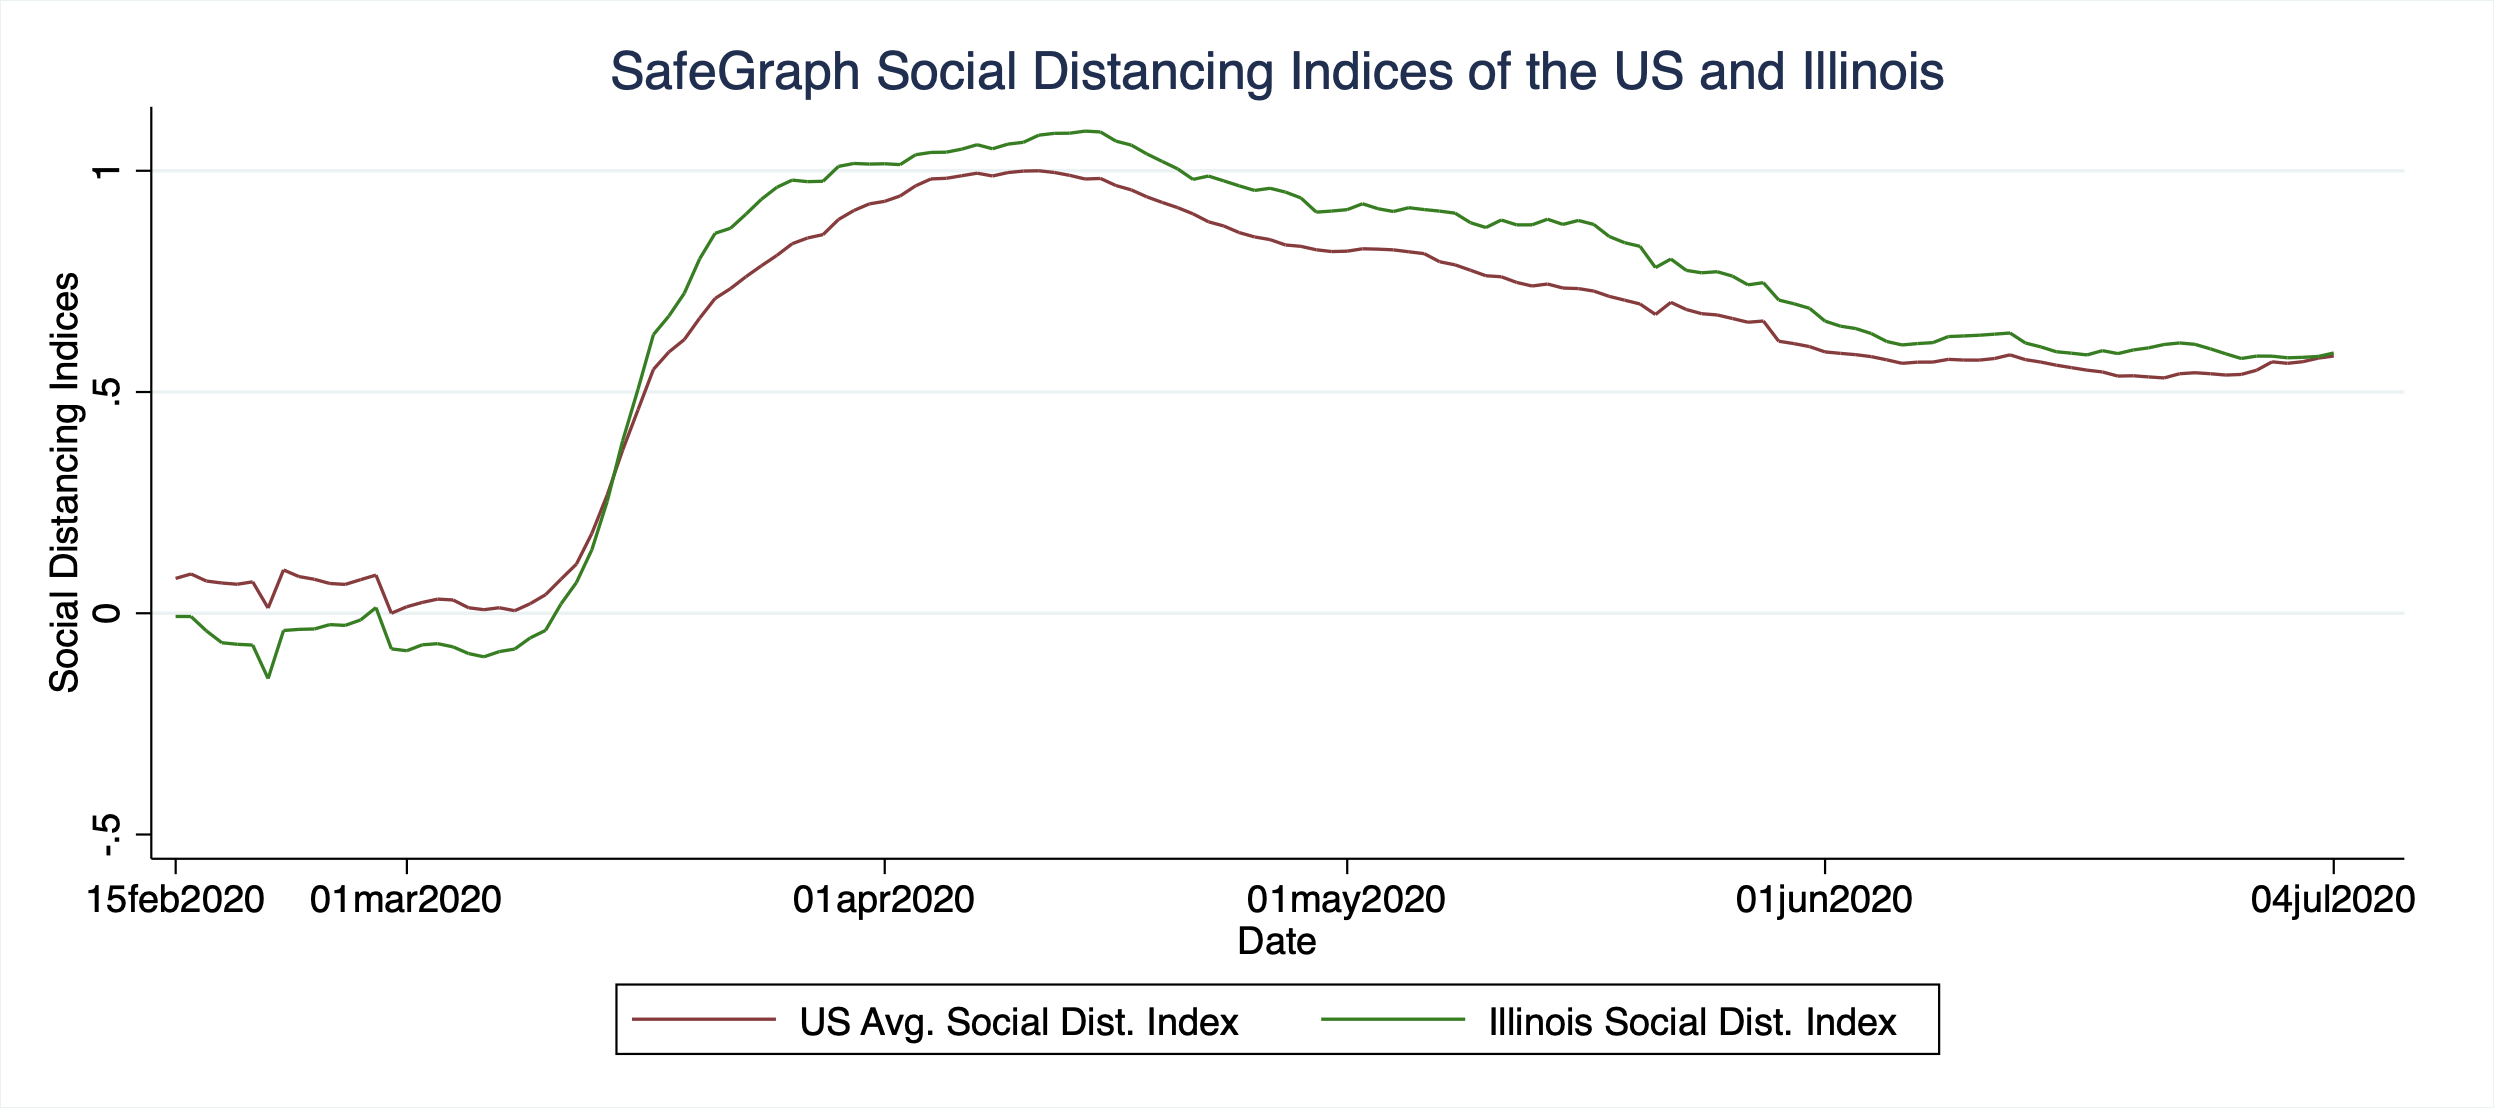 SafeGraph Social Distancing Indices of the US and Illinois
Social Distancing Indices
1
.5
0
-.5
15feb2020 01mar2020 01apr2020 01may2020 01jun2020 04jul2020
Date
US Avg. Social Dist. Index Illinois Social Dist. Index